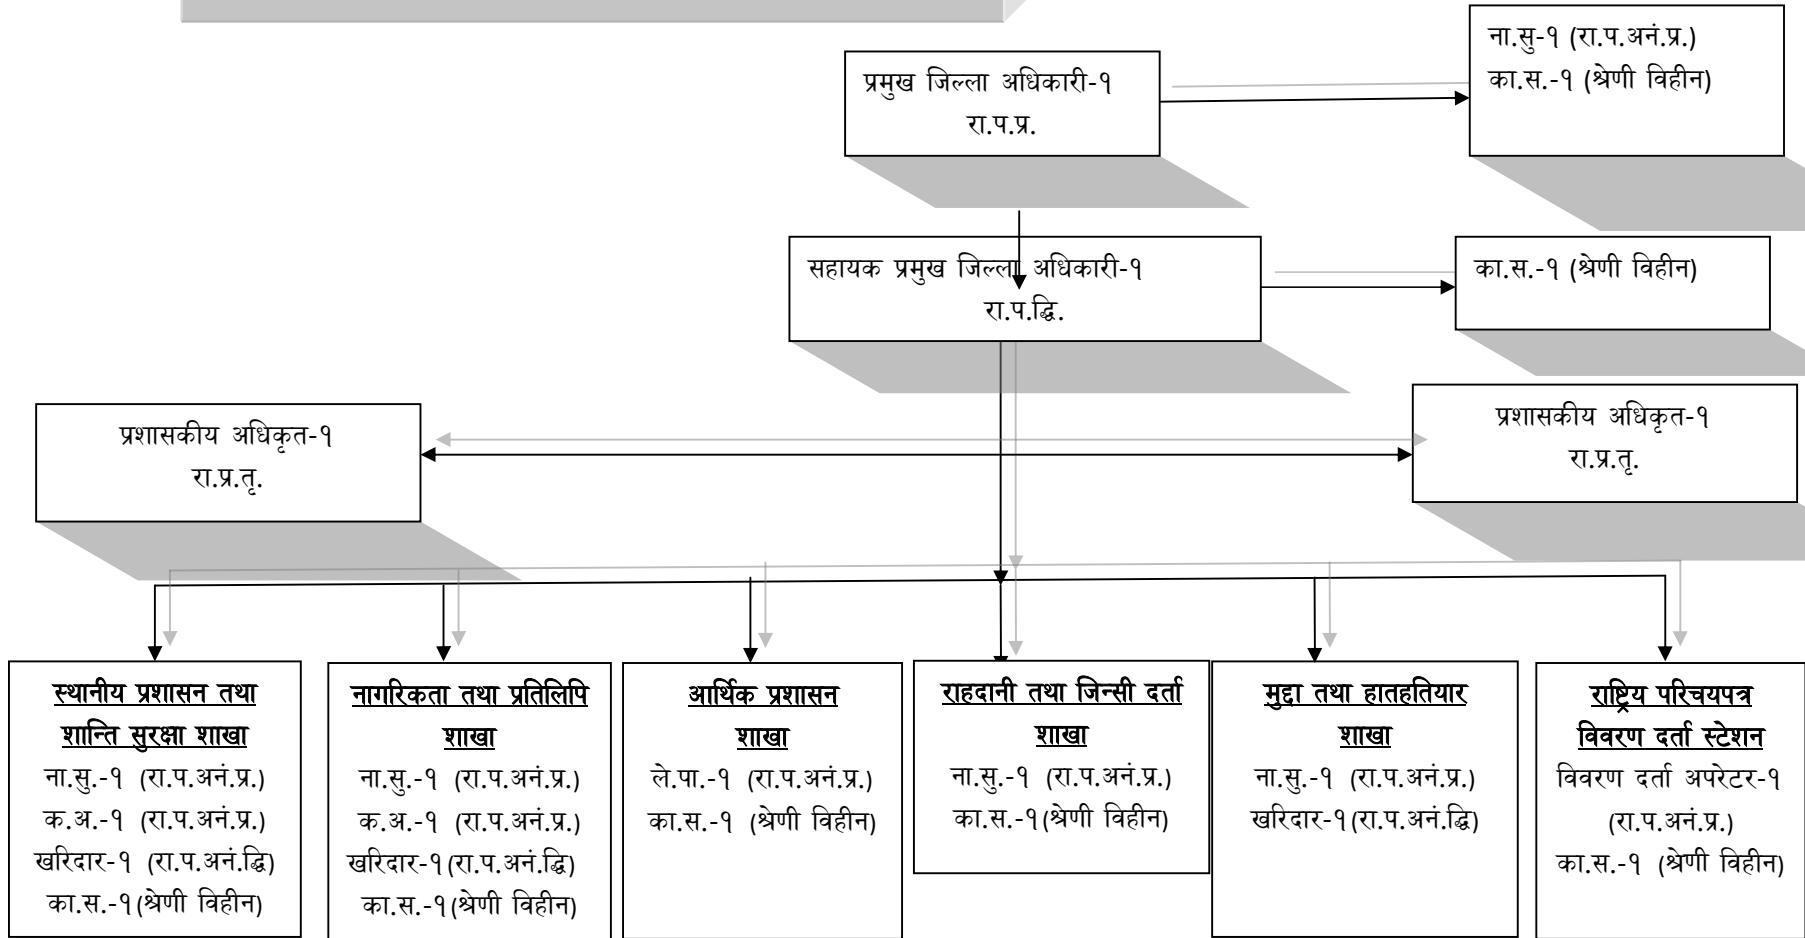 ना.सु-१ (रा.प.अनं.प्र.)
का.स.-१ (श्रेणी विहीन)
प्रमुख जिल्ला अधिकारी-१
रा.प.प्र.
सहायक प्रमुख जिल्ला अधिकारी-१
रा.प.द्धि.
का.स.-१ (श्रेणी विहीन)
प्रशासकीय अधिकृत-१
रा.प्र.तृ.
प्रशासकीय अधिकृत-१
रा.प्र.तृ.
स्थानीय प्रशासन तथा
शान्ति सुरक्षा शाखा
ना.सु.-१ (रा.प.अनं.प्र.)
क.अ.-१ (रा.प.अनं.प्र.)
खरिदार-१ (रा.प.अनं.द्धि)
का.स.-१(श्रेणी विहीन)
नागरिकता तथा प्रतिलिपि
शाखा
ना.सु.-१ (रा.प.अनं.प्र.)
क.अ.-१ (रा.प.अनं.प्र.)
खरिदार-१(रा.प.अनं.द्धि)
का.स.-१(श्रेणी विहीन)
आर्थिक प्रशासन
शाखा
ले.पा.-१ (रा.प.अनं.प्र.)
का.स.-१ (श्रेणी विहीन)
राहदानी तथा जिन्सी दर्ता
शाखा
ना.सु.-१ (रा.प.अनं.प्र.)
का.स.-१(श्रेणी विहीन)
मुद्दा तथा हातहतियार
शाखा
ना.सु.-१ (रा.प.अनं.प्र.)
खरिदार-१(रा.प.अनं.द्धि)
राष्ट्रिय परिचयपत्र
विवरण दर्ता स्टेशन
विवरण दर्ता अपरेटर-१
(रा.प.अनं.प्र.)
का.स.-१ (श्रेणी विहीन)